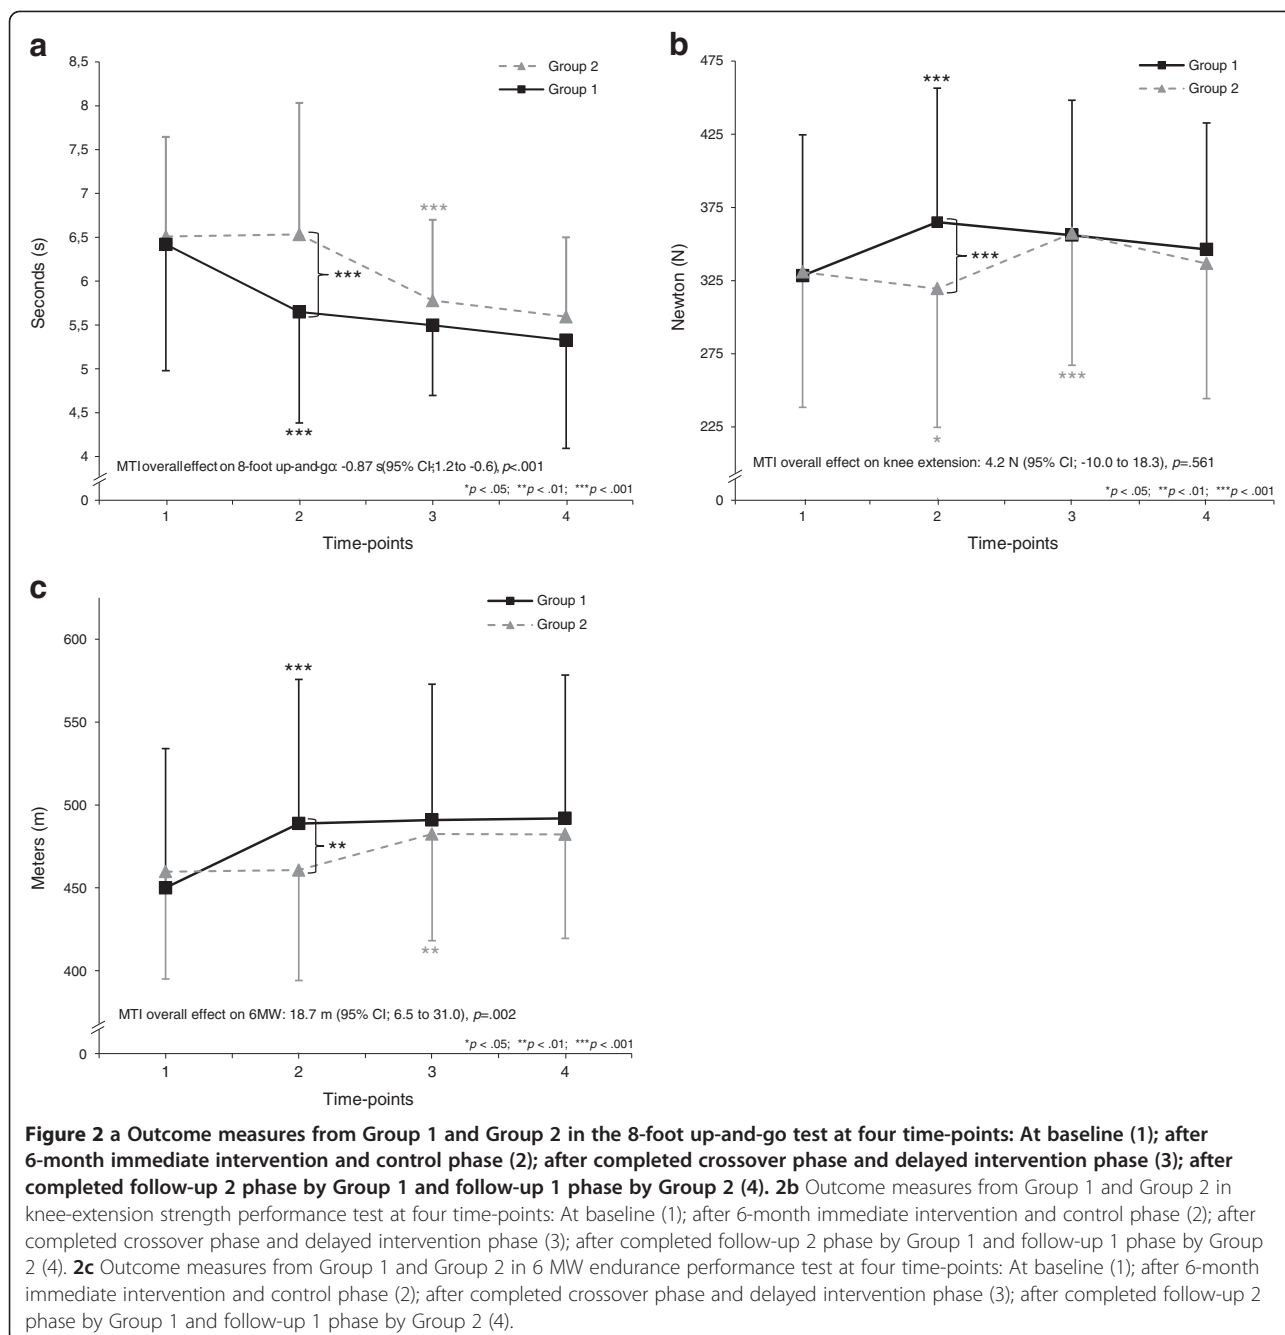 a
8,5
8
7,5
7
6,5
6
5,5
5
4,5
4
0
Seconds (s)
Group 2
Group 1
***
***
***
MTI overall effect on 8-foot up-and-go: -0.87 s(95% CI;-1.2 to -0.6), p<.001
*p < .05; **p < .01; ***p < .001
1 2 3 4
Time-points
b
475
425
375
325
275
225
0
Newton (N)
Group 1
Group 2
***
***
***
*
MTI overall effect on knee extension: 4.2 N (95% CI; -10.0 to 18.3), p=.561
*p < .05; **p < .01; ***p < .001
1 2 3 4
Time-points
c
600
550
500
450
400
0
Meters (m)
Group 1
Group 2
***
**
**
MTI overall effect on 6MW: 18.7 m (95% CI; 6.5 to 31.0), p=.002
*p < .05; **p < .01; ***p < .001
1 2 3 4
Time-points
Figure 2 a Outcome measures from Group 1 and Group 2 in the 8-foot up-and-go test at four time-points: At baseline (1); after
6-month immediate intervention and control phase (2); after completed crossover phase and delayed intervention phase (3); after
completed follow-up 2 phase by Group 1 and follow-up 1 phase by Group 2 (4). 2b Outcome measures from Group 1 and Group 2 in
knee-extension strength performance test at four time-points: At baseline (1); after 6-month immediate intervention and control phase (2); after
completed crossover phase and delayed intervention phase (3); after completed follow-up 2 phase by Group 1 and follow-up 1 phase by Group
2 (4). 2c Outcome measures from Group 1 and Group 2 in 6 MW endurance performance test at four time-points: At baseline (1); after 6-month
immediate intervention and control phase (2); after completed crossover phase and delayed intervention phase (3); after completed follow-up 2
phase by Group 1 and follow-up 1 phase by Group 2 (4).